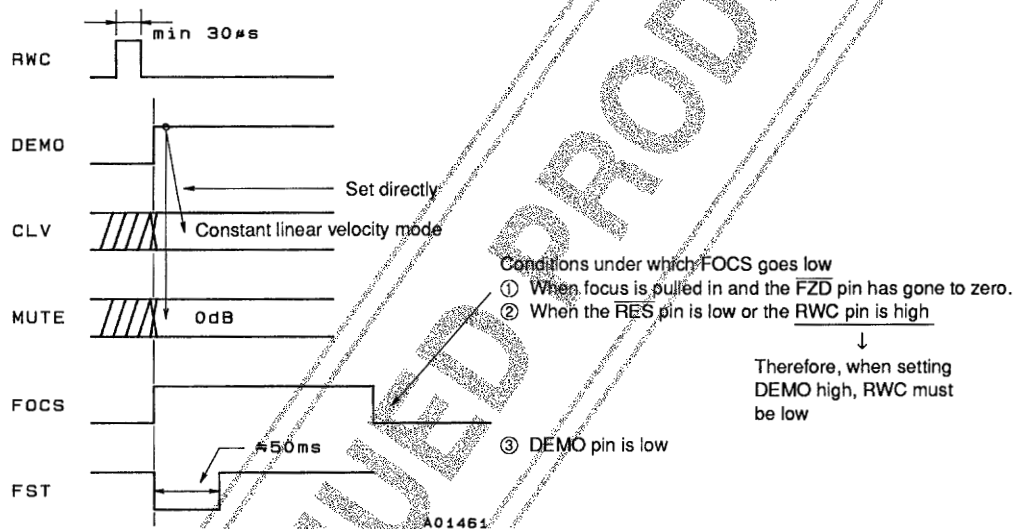 min 30μs
RWC
DEMO
Set directly
CLV
Constant linear velocity mode
Conditions under which FOCS goes low
① When focus is pulled in and the FZD pin has gone to zero.
MUTE
0dB
② When the RES pin is low or the RWC pin is high
↓
Therefore, when setting
DEMO high, RWC must
be low
FOCS
≒50ms
③ DEMO pin is low
FST
A01461
UED PROD